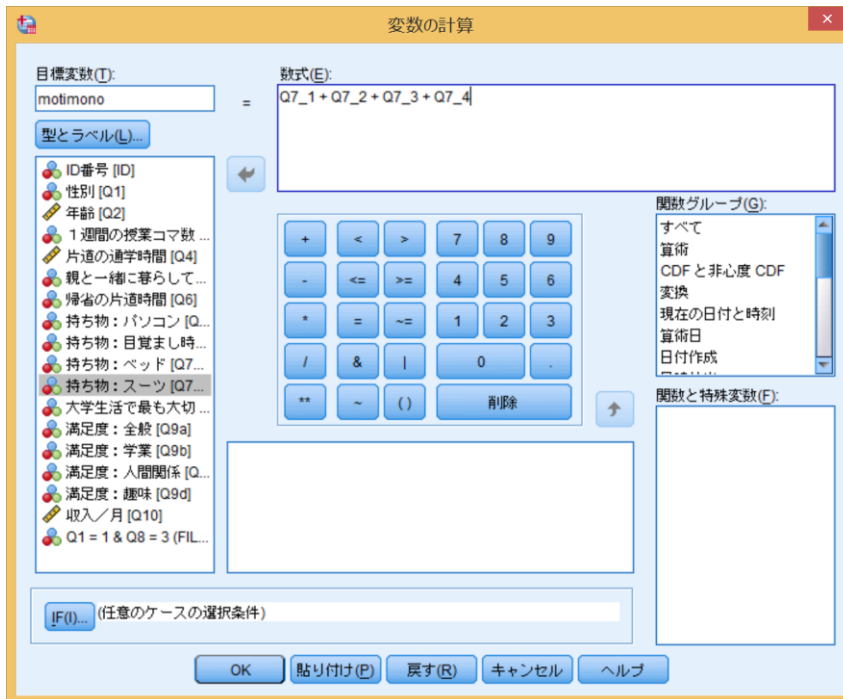 変数の計算
×
目標変数(T):
motimono
=
数式(E):
Q7_1 + Q7_2 + Q7_3 + Q7_4
型とラベル(L)...
ID番号 [ID]
性別 [Q1]
年齢 [Q2]
１週間の授業コマ数 ...
片道の通学時間 [Q4]
親と一緒に暮らして...
帰省の片道時間 [Q6]
持ち物：パソコン [Q...
持ち物：目覚まし時...
持ち物：ベッド [Q7...
持ち物：スーツ [Q7...
大学生活で最も大切 ...
満足度：全般 [Q9a]
満足度：学業 [Q9b]
満足度：人間関係 [Q...
満足度：趣味 [Q9d]
収入／月 [Q10]
Q1 = 1 & Q8 = 3 (FIL...
+ < > 7 8 9
- <= >= 4 5 6
* = ~= 1 2 3
/ & | 0 .
** ~ ( ) 削除
関数グループ(G):
すべて
算術
CDF と非心度 CDF
変換
現在の日付と時刻
算術日
日付作成
関数と特殊変数(F):
IF(I)... (任意のケースの選択条件)
OK 貼り付け(P) 戻す(R) キャンセル ヘルプ